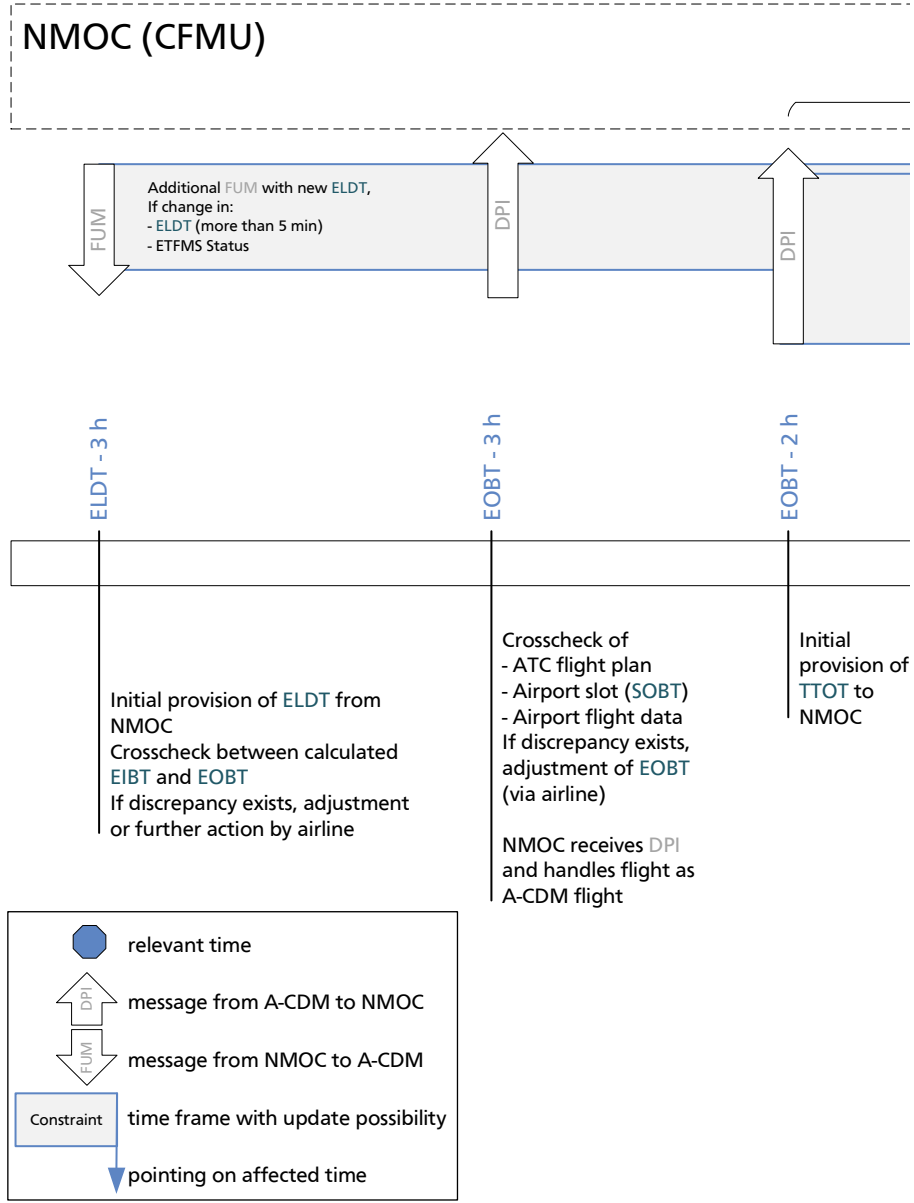 NMOC (CFMU)
FUM
Additional FUM with new ELDT,
If change in:
- ELDT (more than 5 min)
- ETFMS Status
DPI
DPI
ELDT - 3 h
EOBT - 3 h
EOBT - 2 h
Initial provision of ELDT from
NMOC
Crosscheck between calculated
EIBT and EOBT
If discrepancy exists, adjustment
or further action by airline
Crosscheck of
- ATC flight plan
- Airport slot (SOBT)
- Airport flight data
If discrepancy exists,
adjustment of EOBT
(via airline)
NMOC receives DPI
and handles flight as
A-CDM flight
Initial
provision of
TTOT to
NMOC
relevant time
DPI
message from A-CDM to NMOC
FUM
message from NMOC to A-CDM
Constraint
time frame with update possibility
pointing on affected time